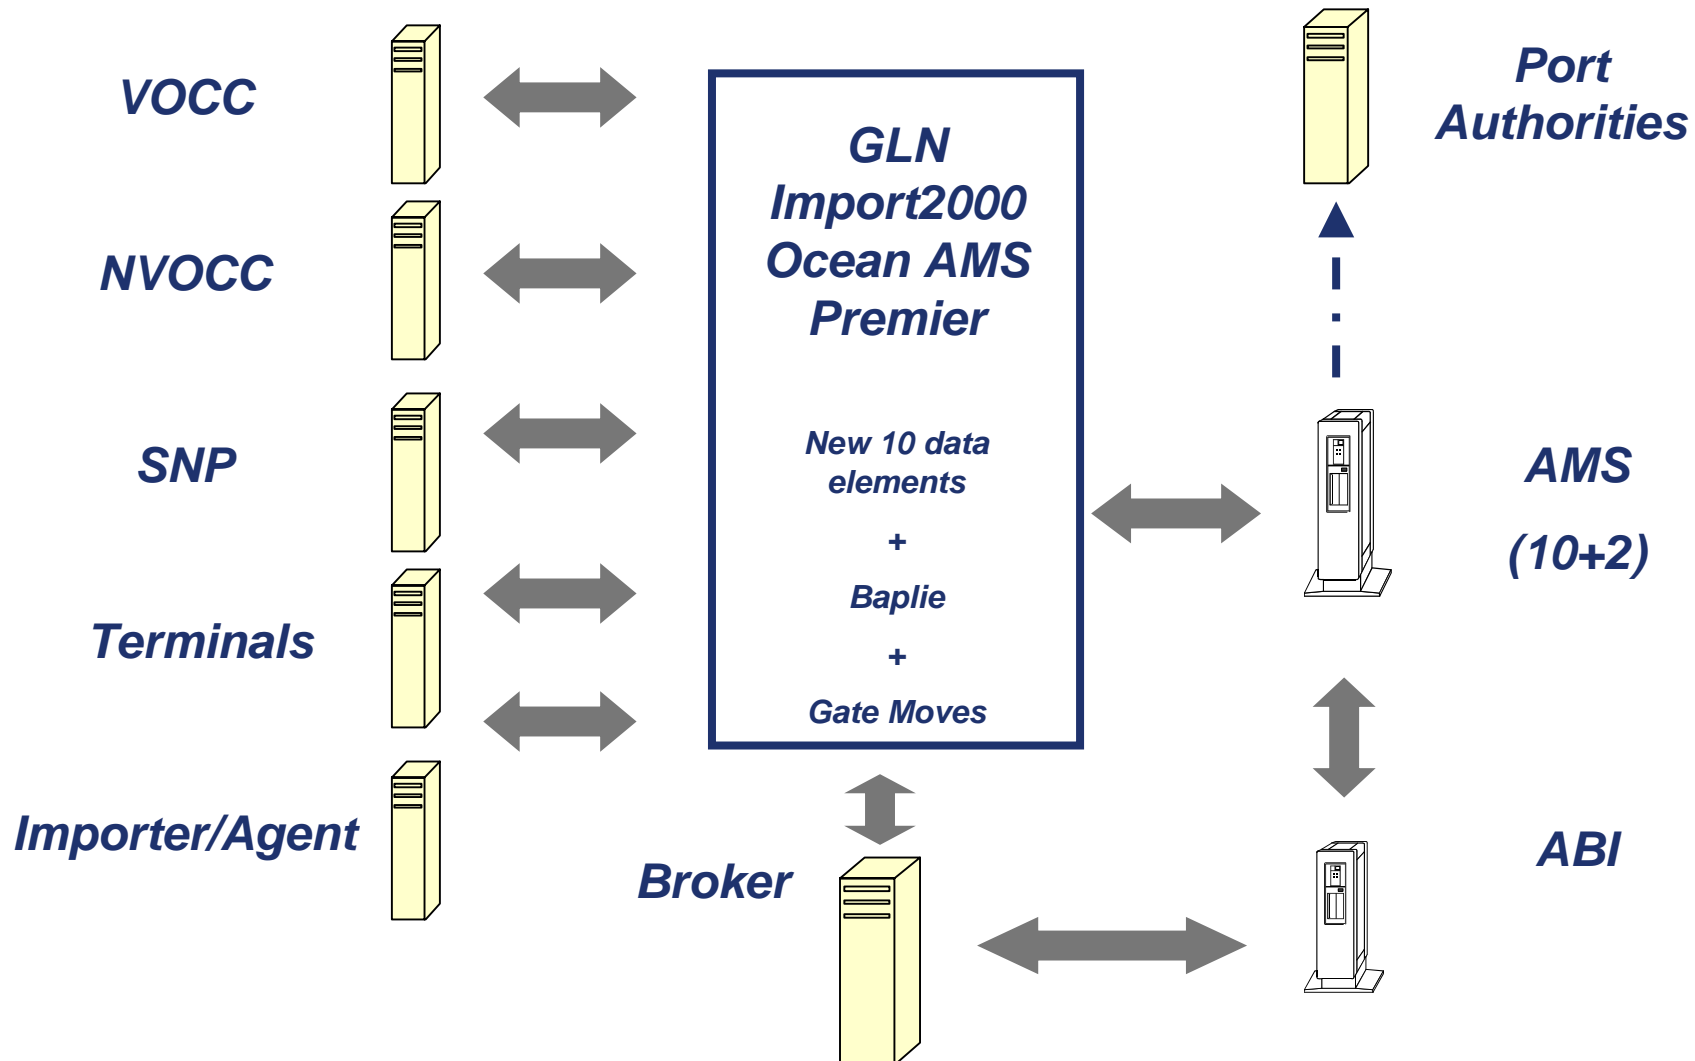 VOCC
NVOCC
SNP
Terminals
Importer/Agent
GLN
Import2000
Ocean AMS
Premier
New 10 data
elements
+
Baplie
+
Gate Moves
Broker
Port
Authorities
AMS
(10+2)
ABI